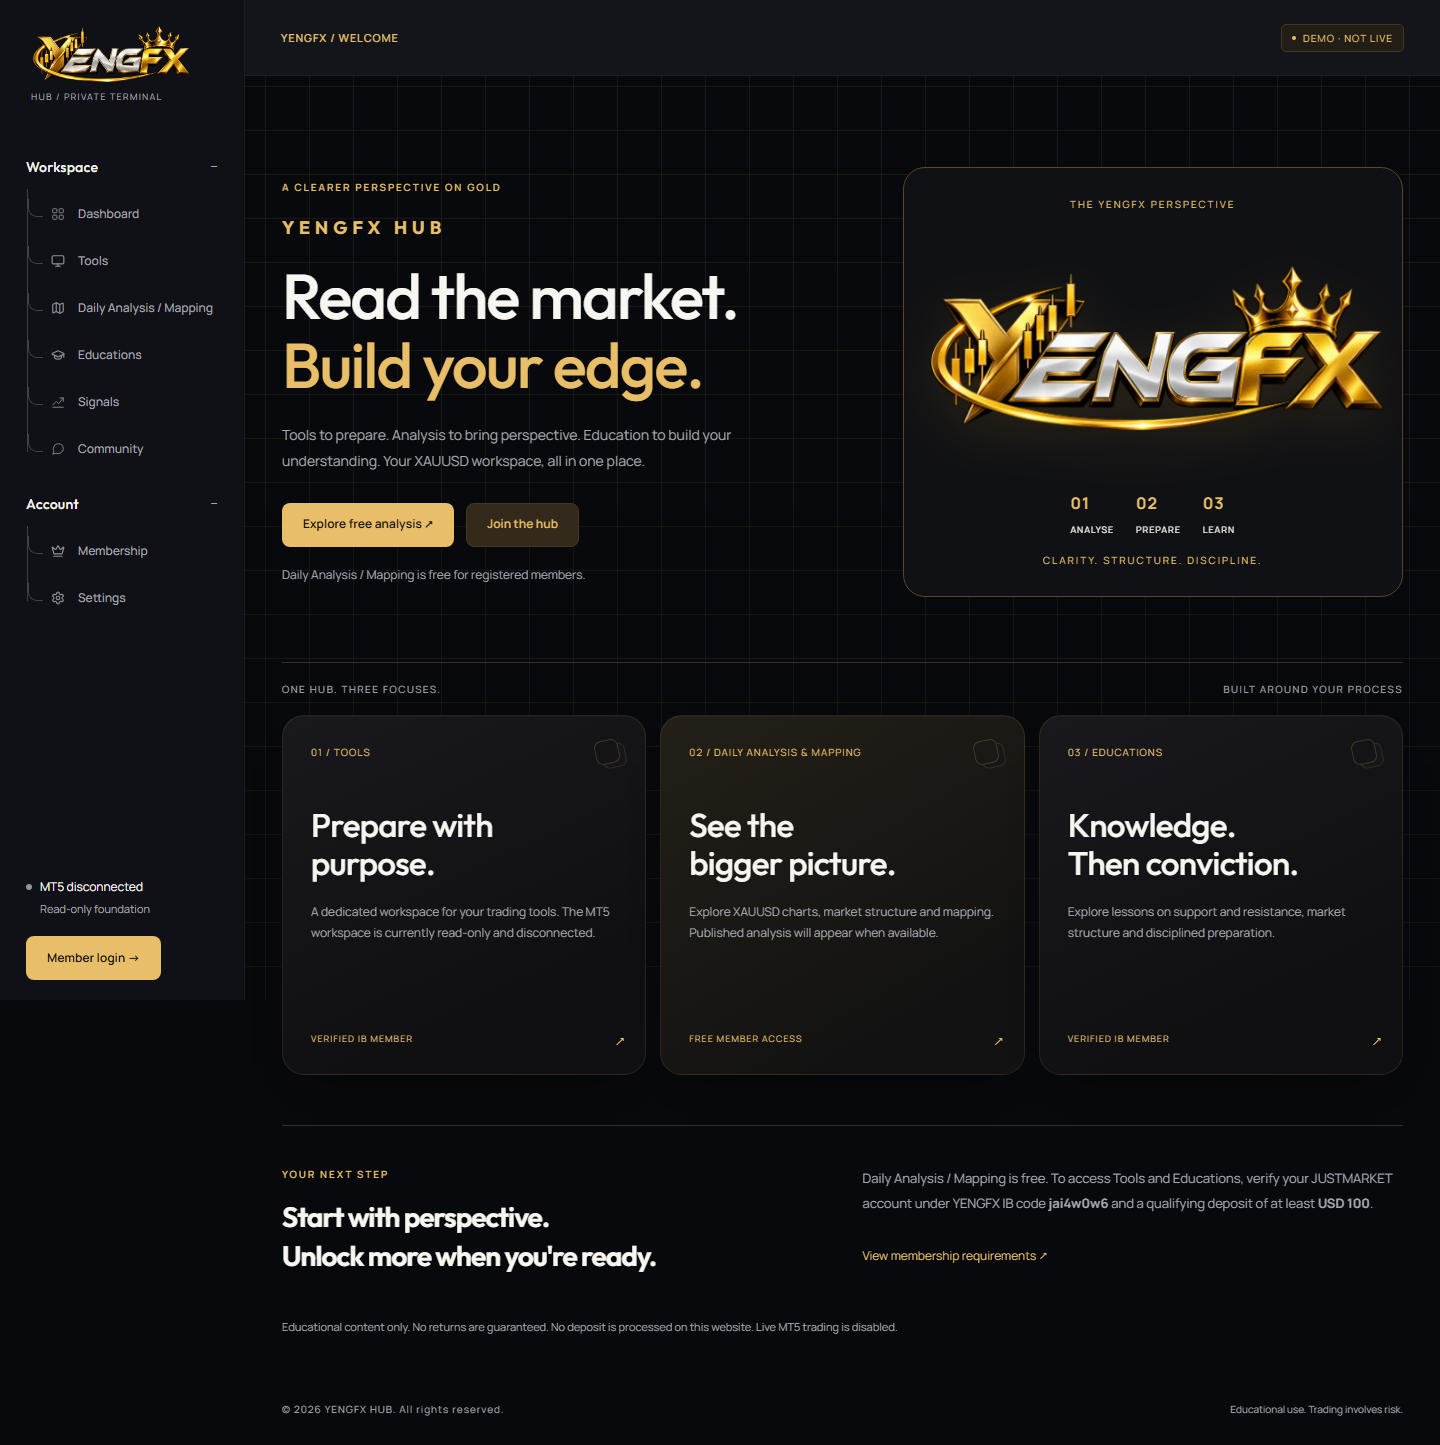 YENGFX
HUB / PRIVATE TERMINAL
Workspace –
Dashboard
Tools
Daily Analysis / Mapping
Educations
Signals
Community
Account –
Membership
Settings
MT5 disconnected
Read-only foundation
Member login →
YENGFX / WELCOME
DEMO · NOT LIVE
A CLEARER PERSPECTIVE ON GOLD
YENGFX HUB
Read the market.
Build your edge.
Tools to prepare. Analysis to bring perspective. Education to build your
understanding. Your XAUUSD workspace, all in one place.
Explore free analysis ↗
Join the hub
Daily Analysis / Mapping is free for registered members.
THE YENGFX PERSPECTIVE
YENGFX
01 02 03
ANALYSE PREPARE LEARN
CLARITY. STRUCTURE. DISCIPLINE.
ONE HUB. THREE FOCUSES.
BUILT AROUND YOUR PROCESS
01 / TOOLS
Prepare with
purpose.
A dedicated workspace for your trading tools. The MT5
workspace is currently read-only and disconnected.
VERIFIED IB MEMBER ↗
02 / DAILY ANALYSIS & MAPPING
See the
bigger picture.
Explore XAUUSD charts, market structure and mapping.
Published analysis will appear when available.
FREE MEMBER ACCESS ↗
03 / EDUCATIONS
Knowledge.
Then conviction.
Explore lessons on support and resistance, market
structure and disciplined preparation.
VERIFIED IB MEMBER ↗
YOUR NEXT STEP
Start with perspective.
Unlock more when you're ready.
Daily Analysis / Mapping is free. To access Tools and Educations, verify your JUSTMARKET
account under YENGFX IB code jai4w0w6 and a qualifying deposit of at least USD 100.
View membership requirements ↗
Educational content only. No returns are guaranteed. No deposit is processed on this website. Live MT5 trading is disabled.
© 2026 YENGFX HUB. All rights reserved.
Educational use. Trading involves risk.